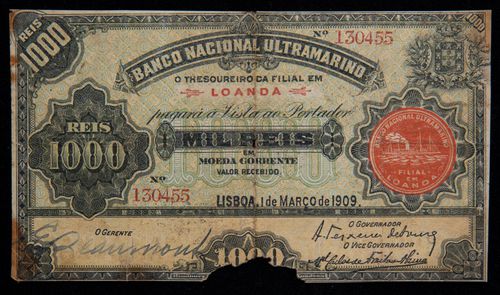 REIS
1000
1000
Nº 130455
BANCO NACIONAL ULTRAMARINO
O THESOUREIRO DA FILIAL EM
LOANDA
pagará á Vista ao Portador
REIS
1000
MIL REIS
EM
MOEDA CORRENTE
VALOR RECEBIDO
BANCO NACIONAL ULTRAMARINO
FILIAL
EM
LOANDA
Nº
130455
LISBOA, 1 DE MARÇO DE 1909.
O GERENTE
O GOVERNADOR
O VICE GOVERNADOR
1000